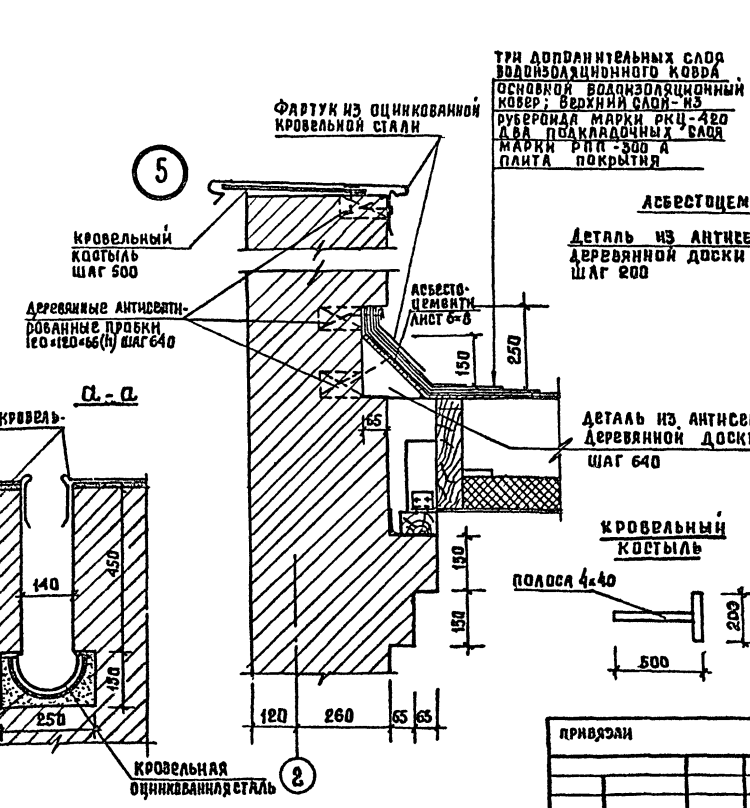 ТРИ ДОПОЛНИТЕЛЬНЫХ СЛОЯ
ВОДОИЗОЛЯЦИОННОГО КОВРА
ОСНОВНОЙ ВОДОИЗОЛЯЦИОННЫЙ
КОВЕР; ВЕРХНИЙ СЛОЙ-ИЗ
РУБЕРОИДА МАРКИ РКЦ-420
ДВА ПОДКЛАДОЧНЫХ СЛОЯ
МАРКИ РПП-300 А
ПЛИТА ПОКРЫТИЯ
ФАРТУК ИЗ ОЦИНКОВАННОЙ
КРОВЕЛЬНОЙ СТАЛИ
5
АСБЕСТОЦЕМ
КРОВЕЛЬНЫЙ
КОСТЫЛЬ
ШАГ 500
ДЕТАЛЬ ИЗ АНТИСЕ
ДЕРЕВЯННОЙ ДОСКИ
ШАГ 200
ДЕРЕВЯННЫЕ АНТИСЕПТИ-
РОВАННЫЕ ПРОБКИ
120×120×65(h) ШАГ 640
АСБЕСТО-
ЦЕМЕНТН
ЛИСТ б=8
150
250
а-а
КРОВЕЛЬ-
65
ДЕТАЛЬ ИЗ АНТИСЕ
ДЕРЕВЯННОЙ ДОСК
ШАГ 640
КРОВЕЛЬНЫЙ
КОСТЫЛЬ
ПОЛОСА 4×40
200
500
140
450
150
250
150
150
120
260
65
65
2
КРОВЕЛЬНАЯ
ОЦИНКОВАННАЯ СТАЛЬ
ПРИВЯЗАН